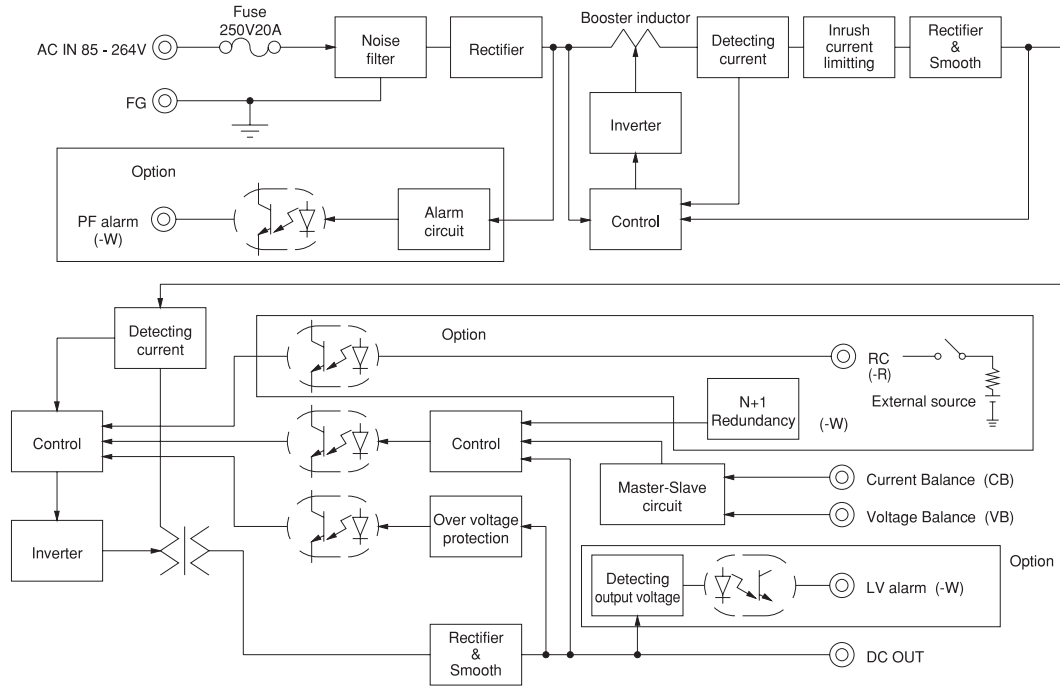 Fuse
250V20A
AC IN 85 - 264V
Noise
filter
Rectifier
Booster inductor
Detecting
current
Inrush
current
limitting
Rectifier
&
Smooth
FG
Inverter
Option
PF alarm
(-W)
Alarm
circuit
Control
Detecting
current
Option
RC
(-R)
External source
N+1
Redundancy
(-W)
Control
Control
Master-Slave
circuit
Current Balance (CB)
Voltage Balance (VB)
Inverter
Over voltage
protection
Option
Detecting
output voltage
LV alarm (-W)
Rectifier
&
Smooth
DC OUT